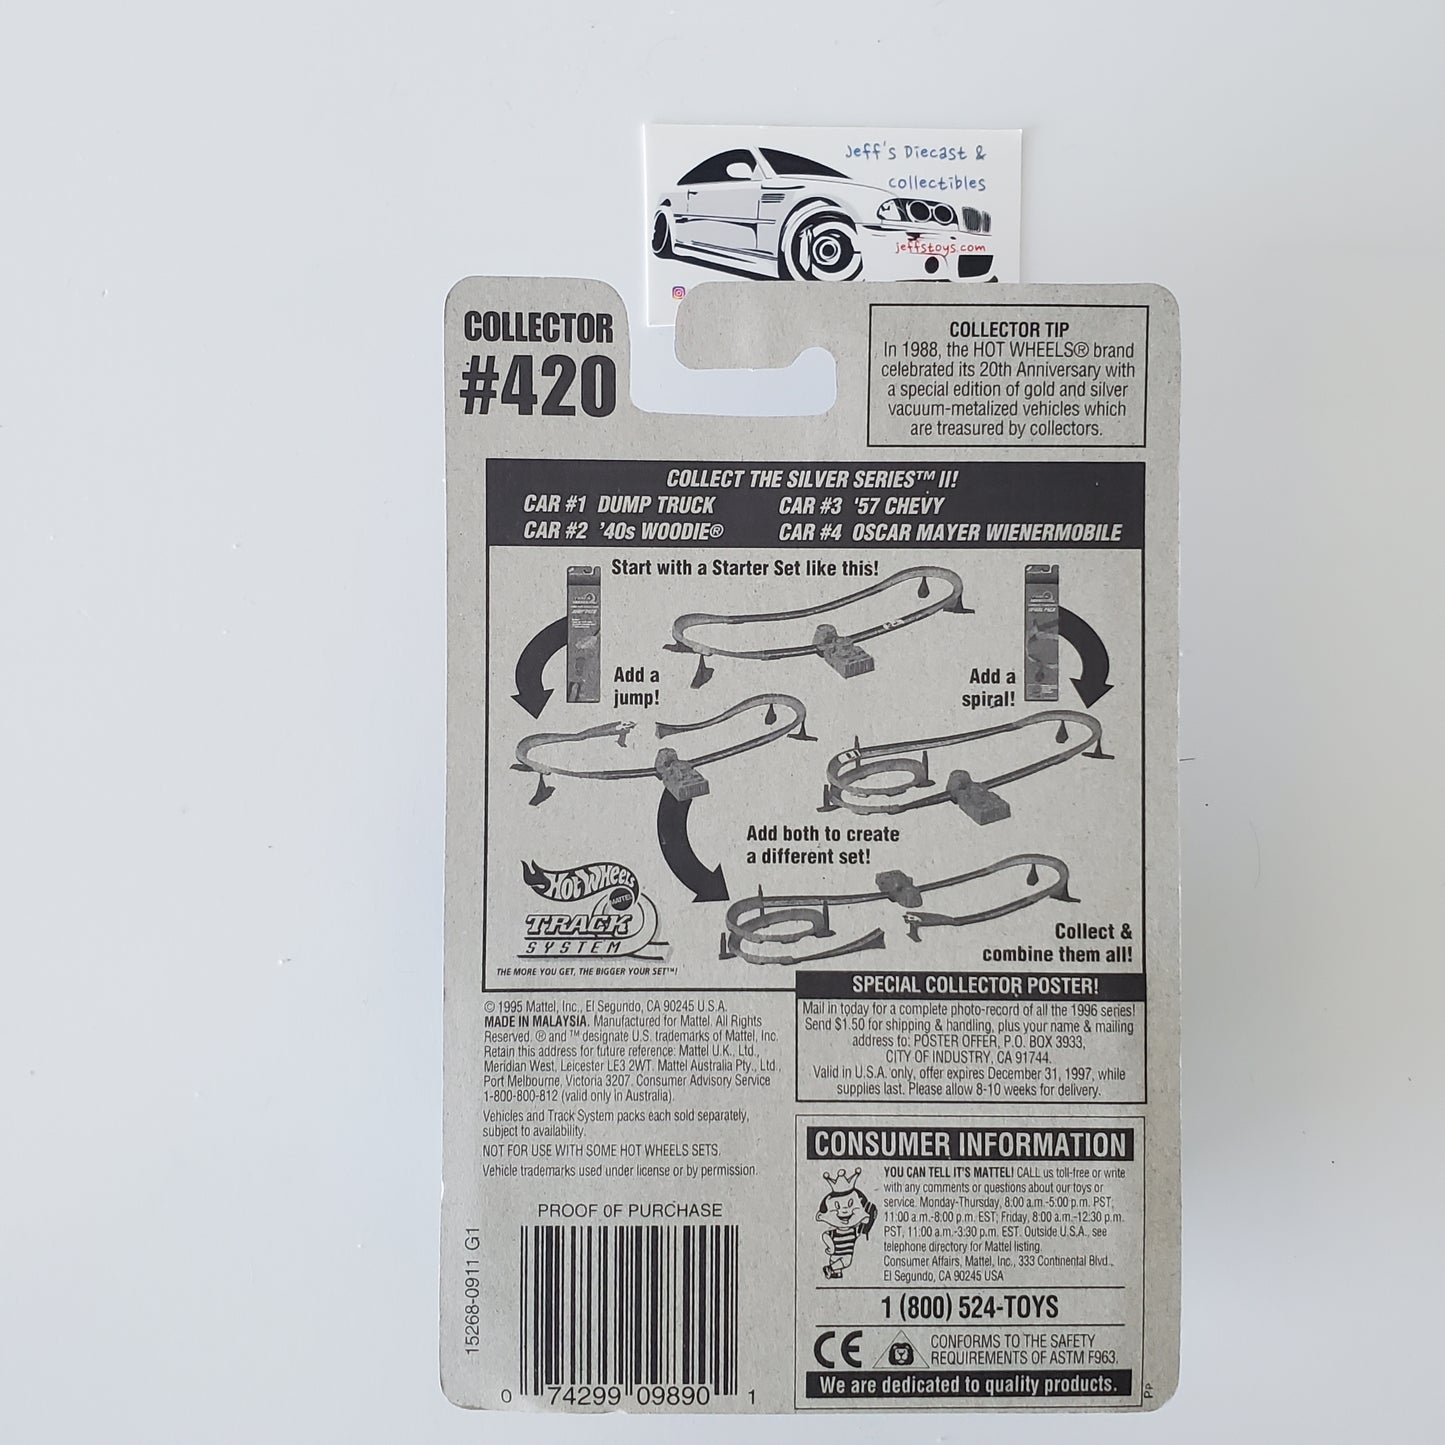 Jeff's Diecast &
collectibles
jeffstoys.com
COLLECTOR
#420
COLLECTOR TIP
In 1988, the HOT WHEELS® brand
celebrated its 20th Anniversary with
a special edition of gold and silver
vacuum-metalized vehicles which
are treasured by collectors.
COLLECT THE SILVER SERIES™ II!
CAR #1 DUMP TRUCK
CAR #2 '40s WOODIE®
CAR #3 '57 CHEVY
CAR #4 OSCAR MAYER WIENERMOBILE
Start with a Starter Set like this!
Add a
jump!
Add a
spiral!
Add both to create
a different set!
HOT WHEELS
MATTEL
TRACK
SYSTEM
THE MORE YOU GET, THE BIGGER YOUR SET™!
Collect &
combine them all!
SPECIAL COLLECTOR POSTER!
Mail in today for a complete photo-record of all the 1996 series!
Send $1.50 for shipping & handling, plus your name & mailing
address to: POSTER OFFER, P.O. BOX 3933,
CITY OF INDUSTRY, CA 91744.
Valid in U.S.A. only, offer expires December 31, 1997, while
supplies last. Please allow 8-10 weeks for delivery.
© 1995 Mattel, Inc., El Segundo, CA 90245 U.S.A.
MADE IN MALAYSIA. Manufactured for Mattel. All Rights
Reserved. ® and ™ designate U.S. trademarks of Mattel, Inc.
Retain this address for future reference: Mattel U.K., Ltd.,
Meridian West, Leicester LE3 2WT. Mattel Australia Pty., Ltd.,
Port Melbourne, Victoria 3207. Consumer Advisory Service
1-800-800-812 (valid only in Australia).
Vehicles and Track System packs each sold separately,
subject to availability.
NOT FOR USE WITH SOME HOT WHEELS SETS.
Vehicle trademarks used under license or by permission.
PROOF OF PURCHASE
0 74299 09890 1
15268-0911 G1
CONSUMER INFORMATION
YOU CAN TELL IT'S MATTEL! CALL us toll-free or write
with any comments or questions about our toys or
service. Monday-Thursday, 8:00 a.m.-5:00 p.m. PST,
11:00 a.m.-8:00 p.m. EST; Friday, 8:00 a.m.-12:30 p.m.
PST, 11:00 a.m.-3:30 p.m. EST. Outside U.S.A., see
telephone directory for Mattel listing.
Consumer Affairs, Mattel, Inc., 333 Continental Blvd.,
El Segundo, CA 90245 USA
1 (800) 524-TOYS
CE
CONFORMS TO THE SAFETY
REQUIREMENTS OF ASTM F963.
We are dedicated to quality products.